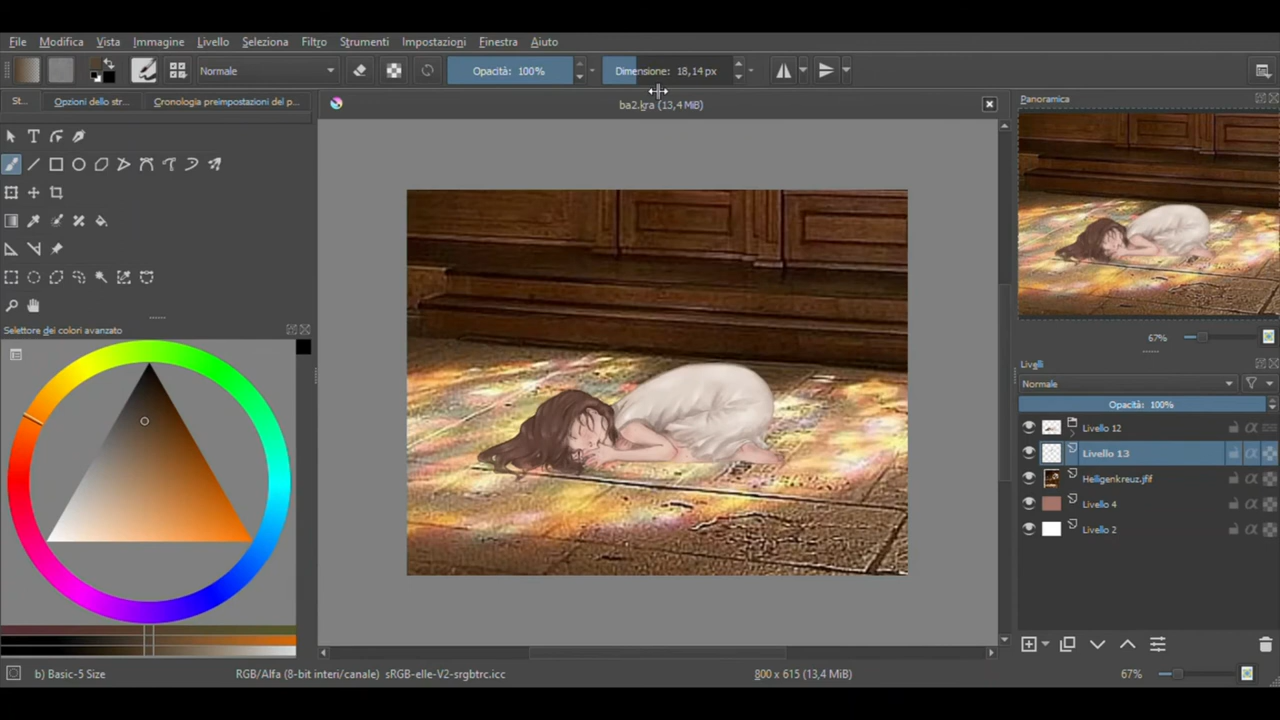 File Modifica Vista Immagine Livello Seleziona Filtro Strumenti Impostazioni Finestra Aiuto
Normale Opacità: 100% Dimensione: 18,14 px
St... Opzioni dello str... Cronologia preimpostazioni del p...
ba2.kra (13,4 MiB)
Panoramica
67%
Selettore dei colori avanzato
Livelli
Normale
Opacità: 100%
Livello 12
Livello 13
Heiligenkreuz.jfif
Livello 4
Livello 2
b) Basic-5 Size RGB/Alfa (8-bit interi/canale) sRGB-elle-V2-srgbtrc.icc 800 x 615 (13,4 MiB) 67%